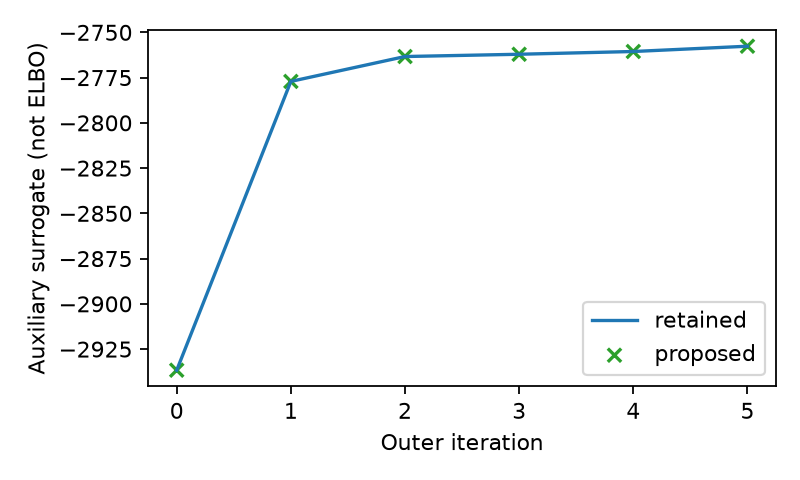 Auxiliary surrogate (not ELBO)
−2750
−2775
−2800
−2825
−2850
−2875
−2900
−2925
retained
proposed
0 1 2 3 4 5
Outer iteration